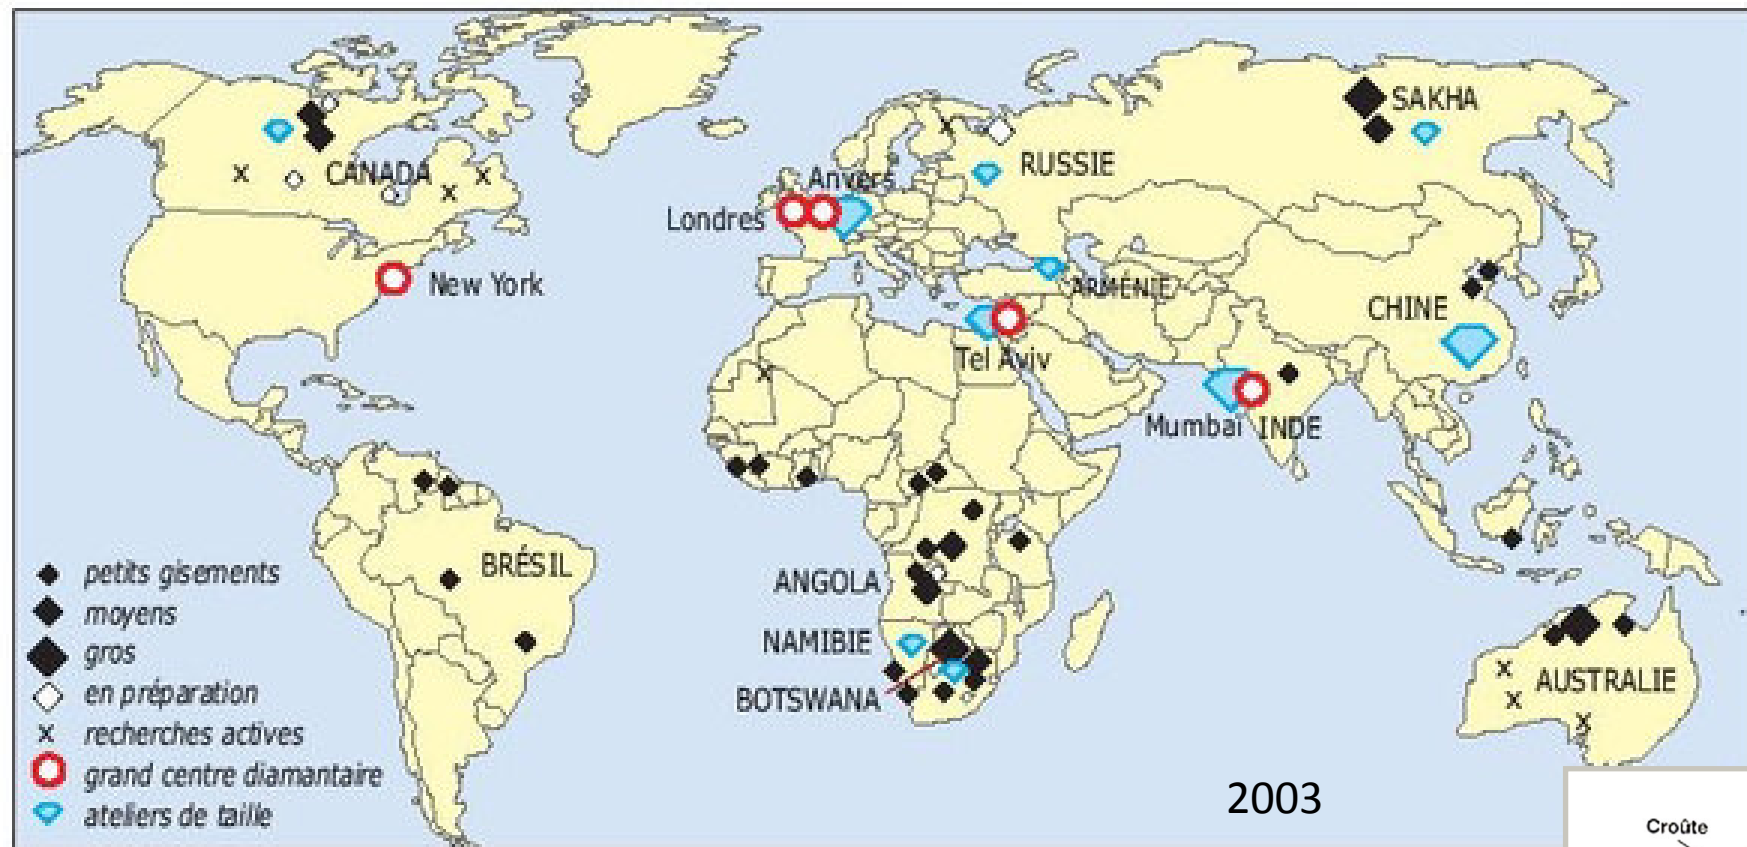 SAKHA
CANADA
RUSSIE
Anvers
Londres
New York
ARMÉNIE
CHINE
Tel Aviv
Mumbai INDE
BRÉSIL
ANGOLA
NAMIBIE
BOTSWANA
AUSTRALIE
petits gisements
moyens
gros
en préparation
recherches actives
grand centre diamantaire
ateliers de taille
2003
Croûte